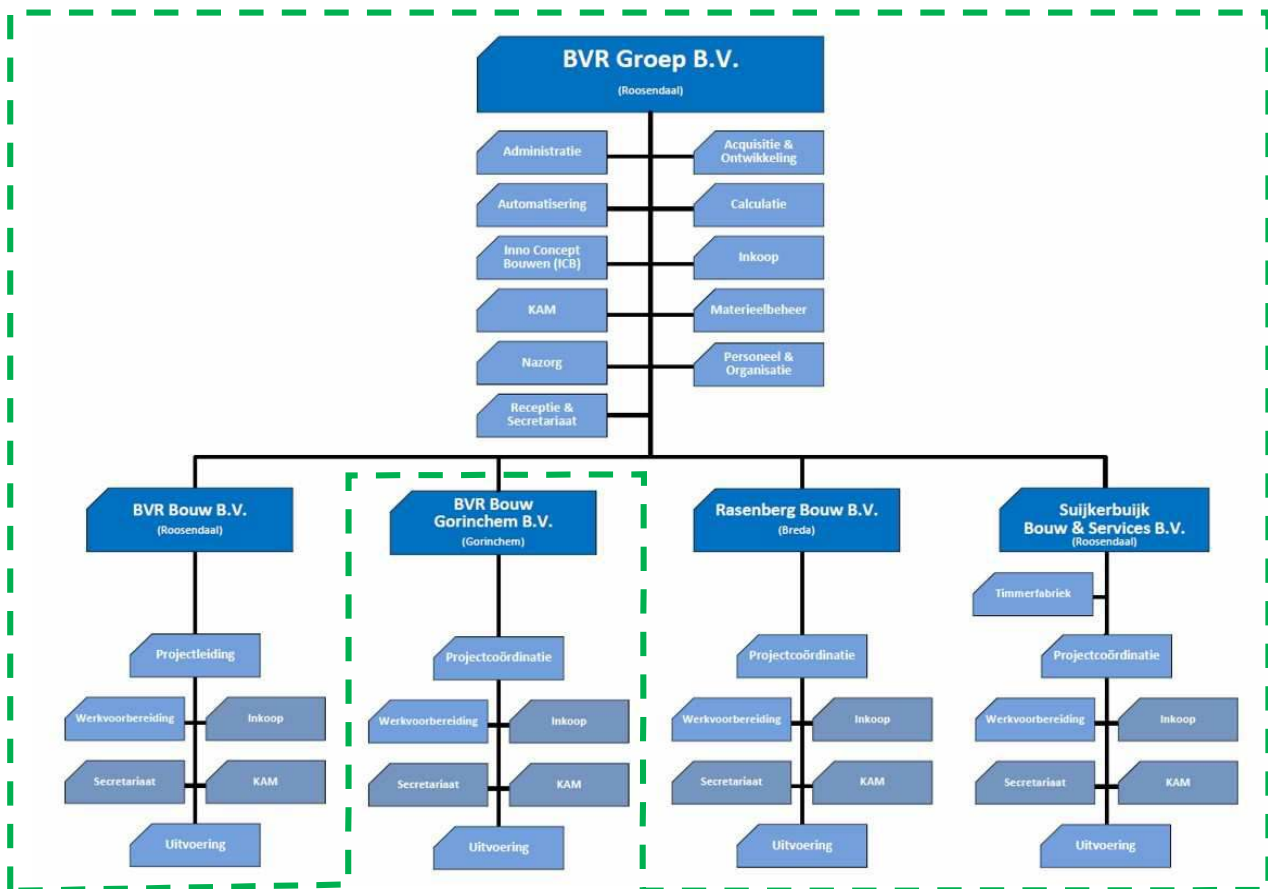 BVR Groep B.V.
(Roosendaal)
Administratie
Acquisitie &
Ontwikkeling
Automatisering
Calculatie
Inno Concept
Bouwen (ICB)
Inkoop
KAM
Materieelbeheer
Nazorg
Personeel &
Organisatie
Receptie &
Secretariaat
BVR Bouw B.V.
(Roosendaal)
BVR Bouw
Gorinchem B.V.
(Gorinchem)
Rasenberg Bouw B.V.
(Breda)
Suijkerbuijk
Bouw & Services B.V.
(Roosendaal)
Timmerfabriek
Projectleiding
Projectcoördinatie
Projectcoördinatie
Projectcoördinatie
Werkvoorbereiding
Inkoop
Werkvoorbereiding
Inkoop
Werkvoorbereiding
Inkoop
Werkvoorbereiding
Inkoop
Secretariaat
KAM
Secretariaat
KAM
Secretariaat
KAM
Secretariaat
KAM
Uitvoering
Uitvoering
Uitvoering
Uitvoering